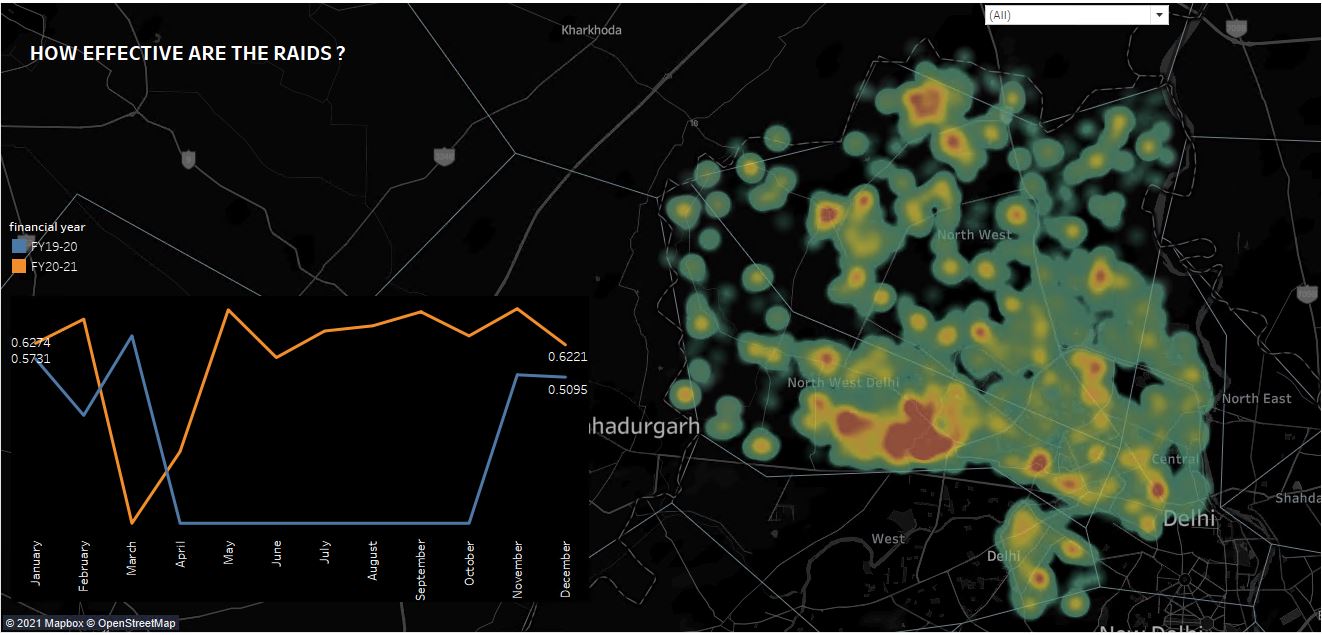 (All)
Kharkhoda
HOW EFFECTIVE ARE THE RAIDS ?
18
9
financial year
FY19-20
FY20-21
North West
0.6274
0.5731
0.6221
0.5095
North West Delhi
North East
hadurgarh
Central
Shahda
Delhi
West
Delhi
January
February
March
April
May
June
July
August
September
October
November
December
© 2021 Mapbox © OpenStreetMap
New Delhi